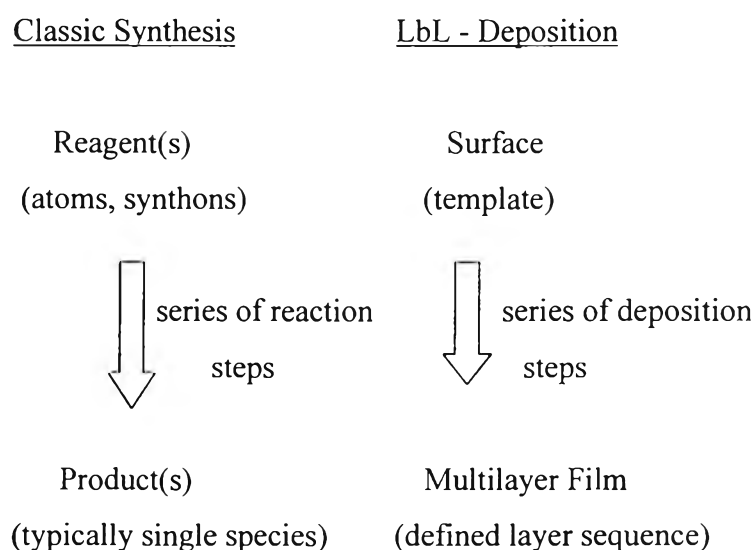 Classic Synthesis
LbL - Deposition
Reagent(s)
(atoms, synthons)
Surface
(template)
series of reaction
steps
series of deposition
steps
Product(s)
(typically single species)
Multilayer Film
(defined layer sequence)